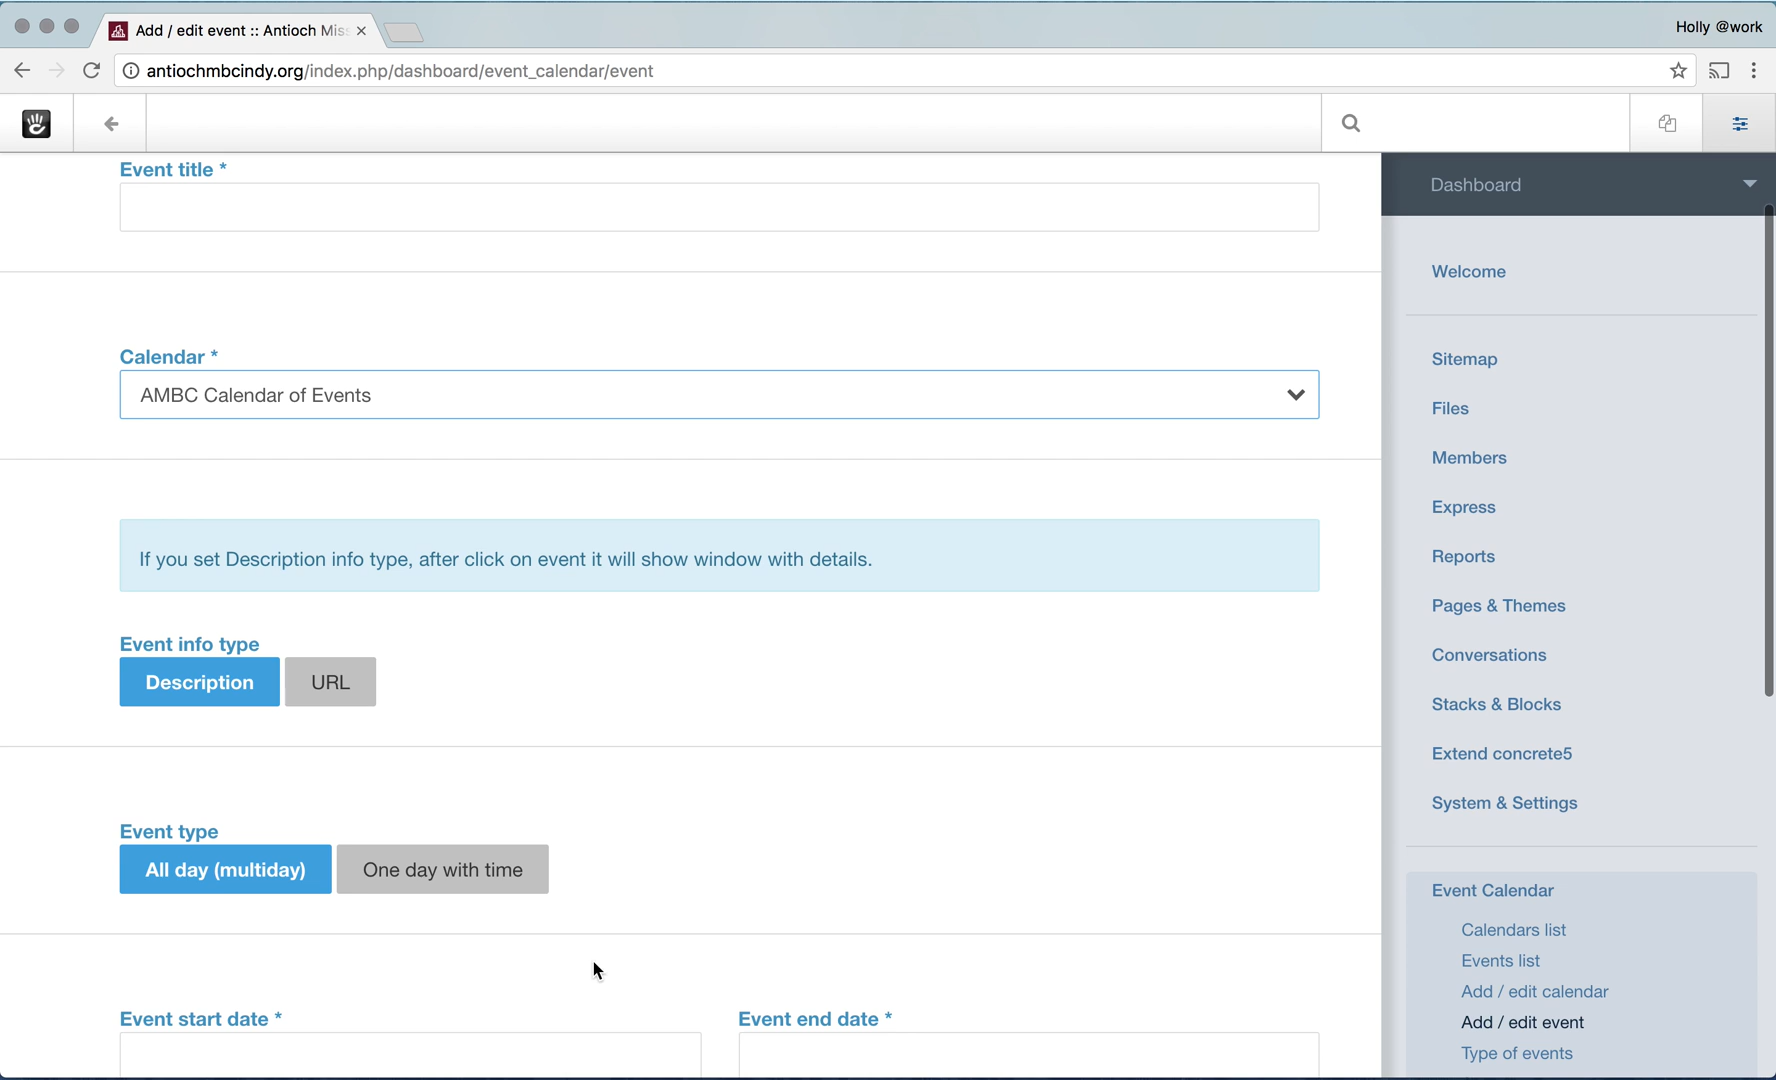 Add / edit event :: Antioch Miss
Holly @work
antiochmbcindy.org/index.php/dashboard/event_calendar/event
Event title *
Calendar *
AMBC Calendar of Events
If you set Description info type, after click on event it will show window with details.
Event info type
Description URL
Event type
All day (multiday) One day with time
Event start date * Event end date *
Dashboard
Welcome
Sitemap
Files
Members
Express
Reports
Pages & Themes
Conversations
Stacks & Blocks
Extend concrete5
System & Settings
Event Calendar
Calendars list
Events list
Add / edit calendar
Add / edit event
Type of events